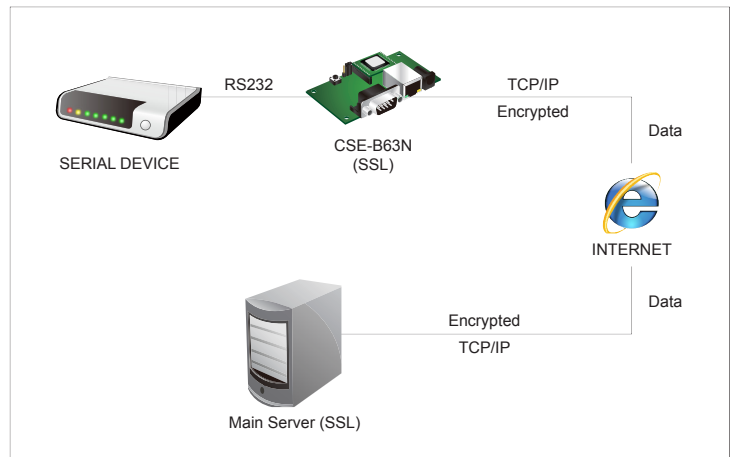 RS232
TCP/IP
Encrypted
Data
SERIAL DEVICE
CSE-B63N
(SSL)
INTERNET
Data
Encrypted
TCP/IP
Main Server (SSL)